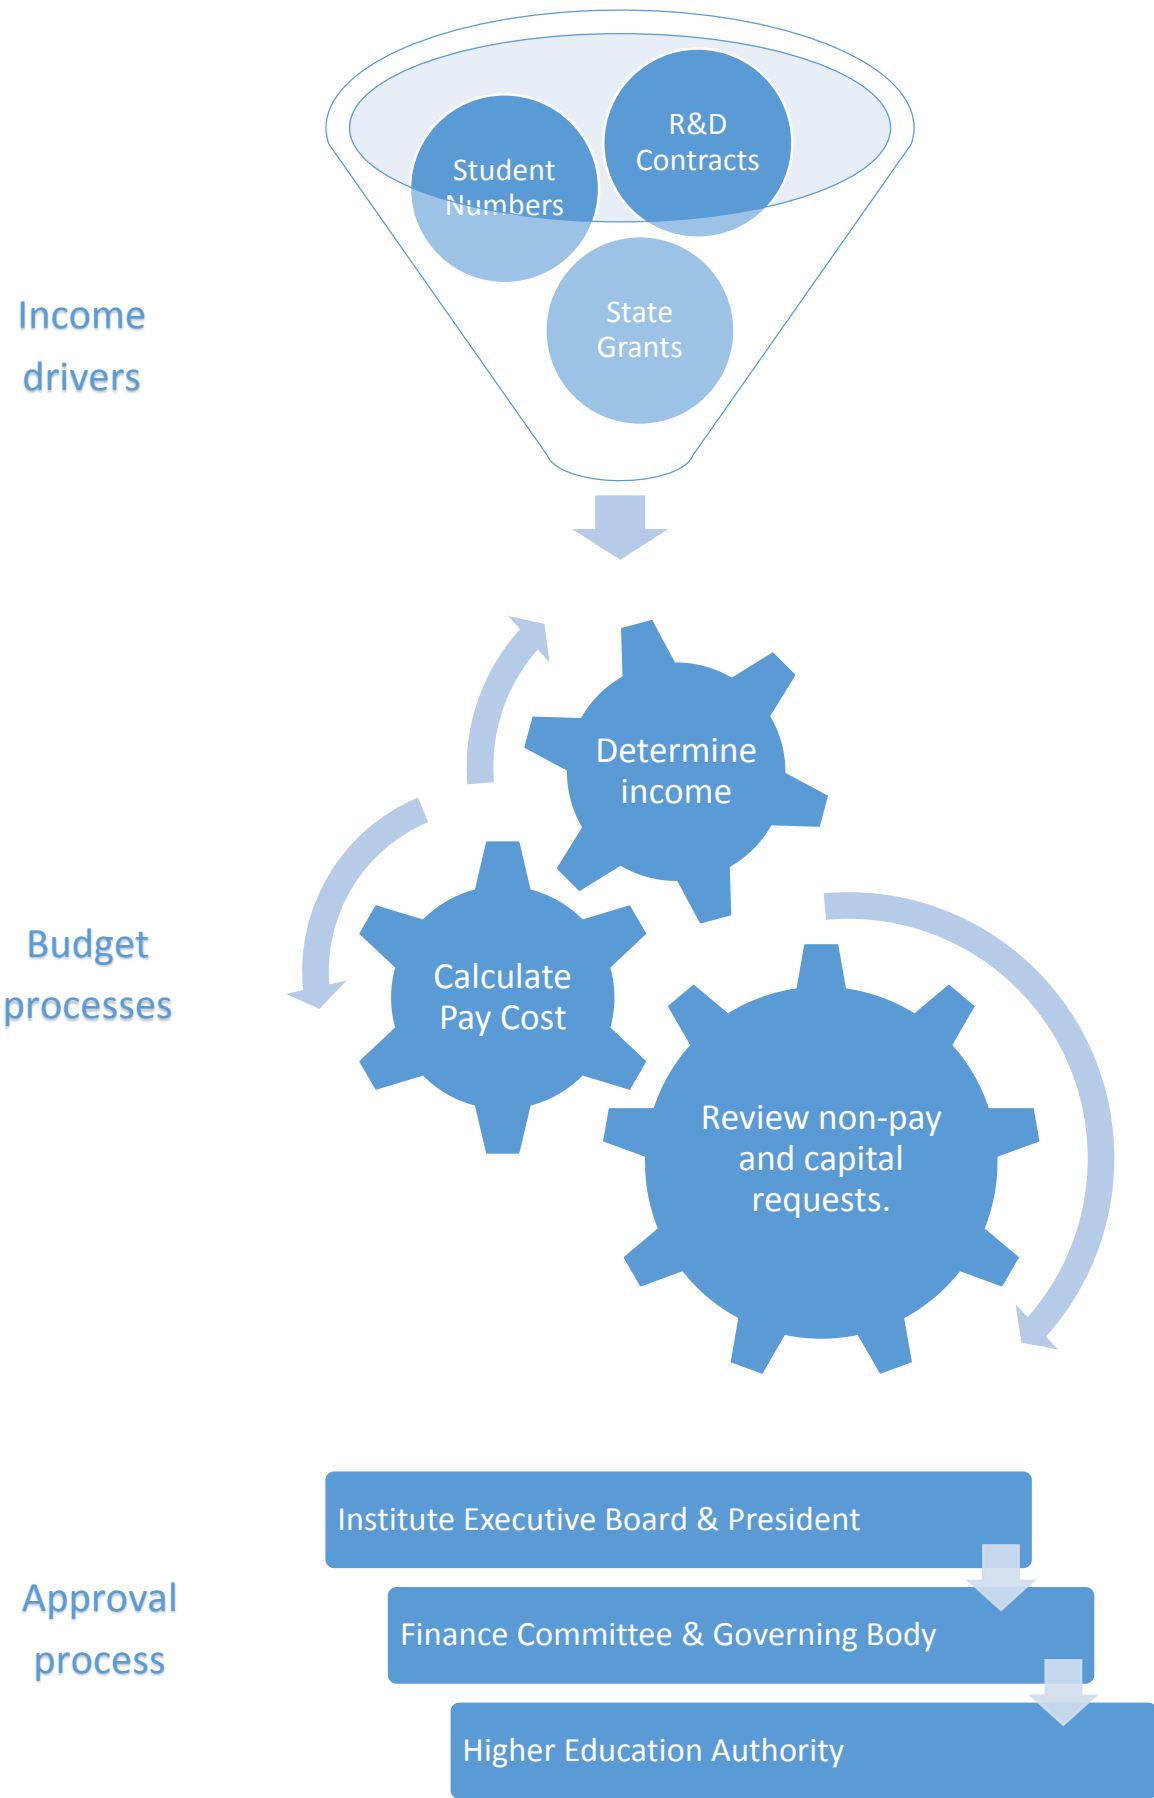 R&D
Contracts
Student
Numbers
State
Grants
Income
drivers
Determine
income
Budget
processes
Calculate
Pay Cost
Review non-pay
and capital
requests.
Institute Executive Board & President
Approval
process
Finance Committee & Governing Body
Higher Education Authority